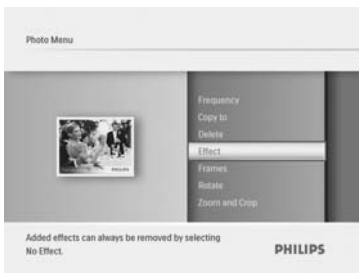 Photo Menu
Frequency
Copy to
Delete
Effect
Frames
Rotate
Zoom and Crop
PHILIPS
Added effects can always be removed by selecting
No Effect.
PHILIPS